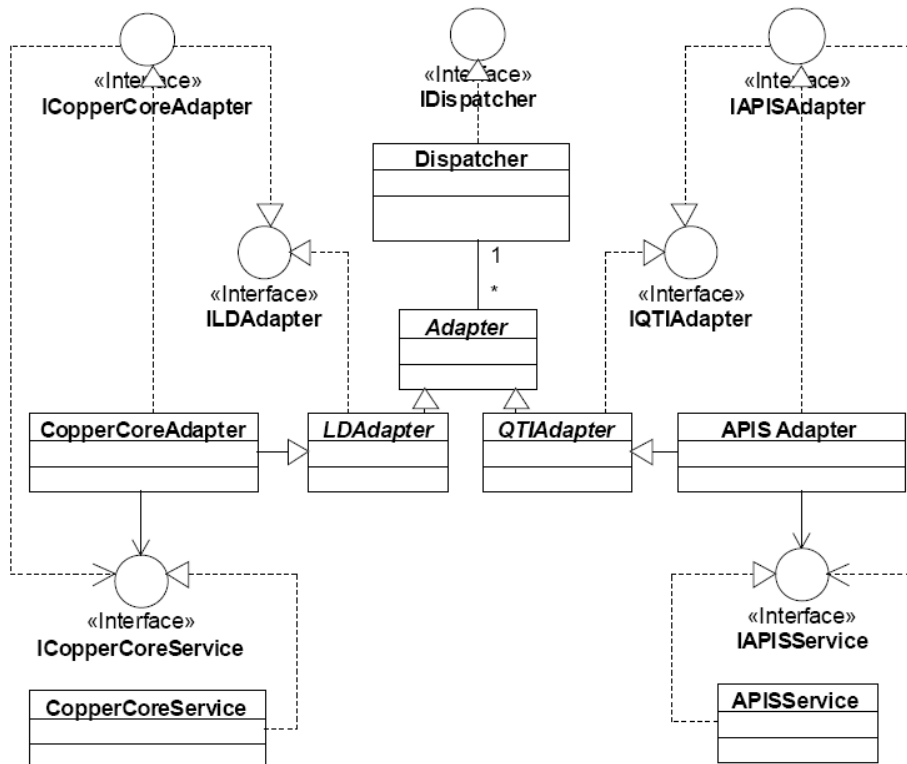 «Interface»
ICopperCoreAdapter
«Interface»
IDispatcher
«Interface»
IAPISAdapter
Dispatcher
1
*
«Interface»
ILDAdapter
«Interface»
IQTIAdapter
Adapter
CopperCoreAdapter
LDAdapter
QTIAdapter
APIS Adapter
«Interface»
ICopperCoreService
«Interface»
IAPISService
CopperCoreService
APISService